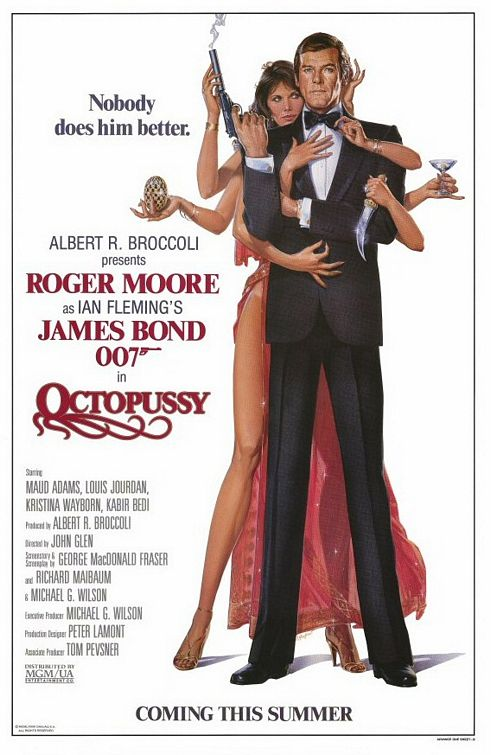 Nobody
does him better.
ALBERT R. BROCCOLI
presents
ROGER MOORE
as IAN FLEMING'S
JAMES BOND
007
in
OCTOPUSSY
Starring
MAUD ADAMS, LOUIS JOURDAN,
KRISTINA WAYBORN, KABIR BEDI
Produced by ALBERT R. BROCCOLI
Directed by JOHN GLEN
Screenstory & Screenplay by GEORGE MacDONALD FRASER
and RICHARD MAIBAUM
& MICHAEL G. WILSON
Executive Producer MICHAEL G. WILSON
Production Designer PETER LAMONT
Associate Producer TOM PEVSNER
DISTRIBUTED BY
MGM/UA
ENTERTAINMENT CO.
COMING THIS SUMMER